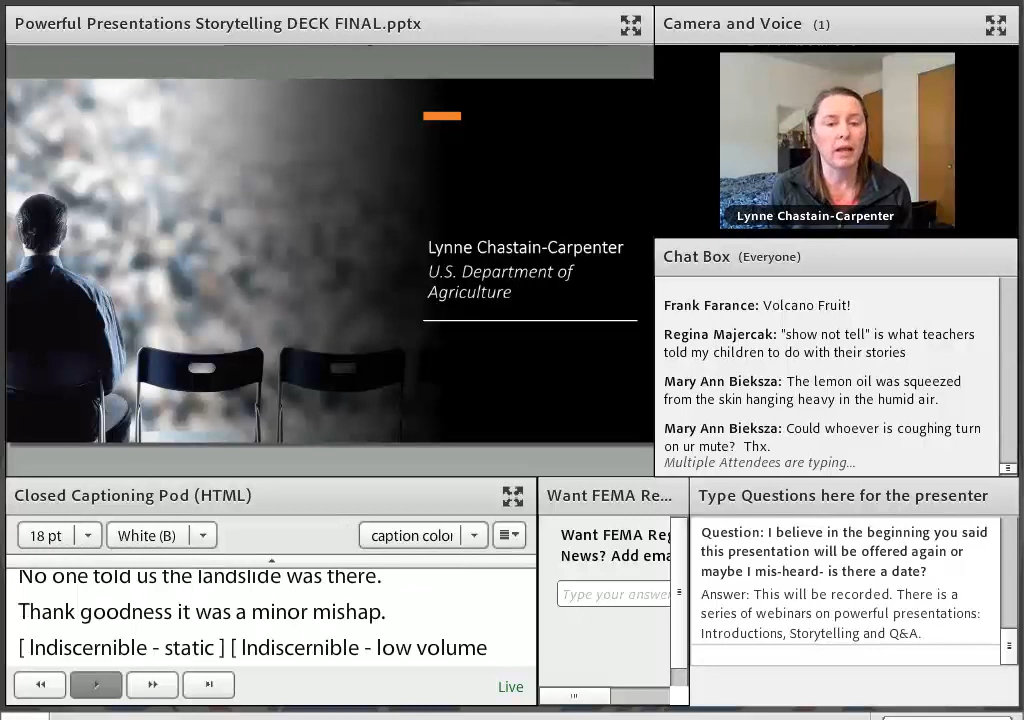 Powerful Presentations Storytelling DECK FINAL.pptx
Lynne Chastain-Carpenter
U.S. Department of
Agriculture
Camera and Voice (1)
Lynne Chastain-Carpenter
Chat Box (Everyone)
Frank Farance: Volcano Fruit!
Regina Majercak: "show not tell" is what teachers
told my children to do with their stories
Mary Ann Bieksza: The lemon oil was squeezed
from the skin hanging heavy in the humid air.
Mary Ann Bieksza: Could whoever is coughing turn
on ur mute? Thx.
Multiple Attendees are typing...
Closed Captioning Pod (HTML)
18 pt
White (B)
caption color
No one told us the landslide was there.
Thank goodness it was a minor mishap.
[ Indiscernible - static ] [ Indiscernible - low volume
Live
Want FEMA Re...
Want FEMA Reg
News? Add ema
Type your answer
Type Questions here for the presenter
Question: I believe in the beginning you said
this presentation will be offered again or
maybe I mis-heard- is there a date?
Answer: This will be recorded. There is a
series of webinars on powerful presentations:
Introductions, Storytelling and Q&A.